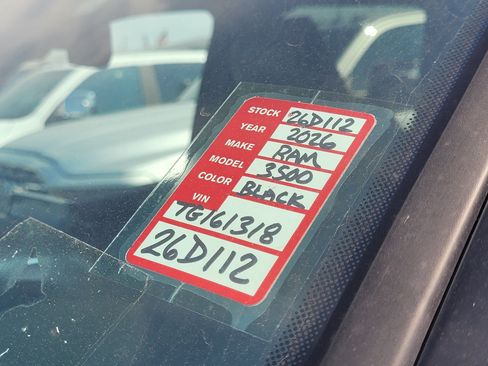 STOCK 26D112
YEAR 2026
MAKE RAM
MODEL 3500
COLOR BLACK
VIN TG161318
26D112